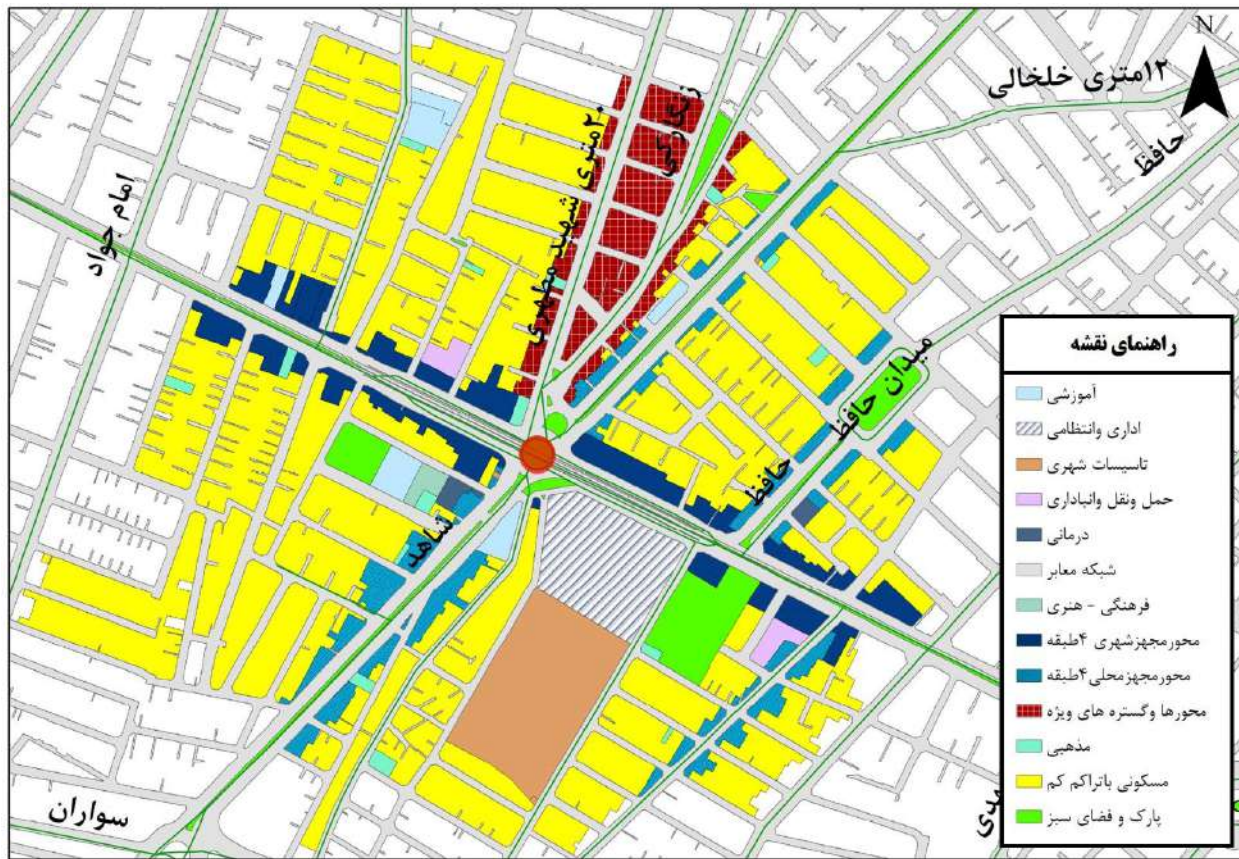 N
۱۲متری خلخالی
حافظ
امام جواد
۲۰متری شهید مطهری
زنگارکی
میدان حافظ
حافظ
شاهد
سواران
راهنمای نقشه
آموزشی
اداری وانتظامی
تاسیسات شهری
حمل ونقل وانباداری
درمانی
شبکه معابر
فرهنگی - هنری
محورمجهزشهری ۴طبقه
محورمجهزمحلی۴طبقه
محورها وگستره های ویژه
مذهبی
مسکونی باتراکم کم
پارک و فضای سبز